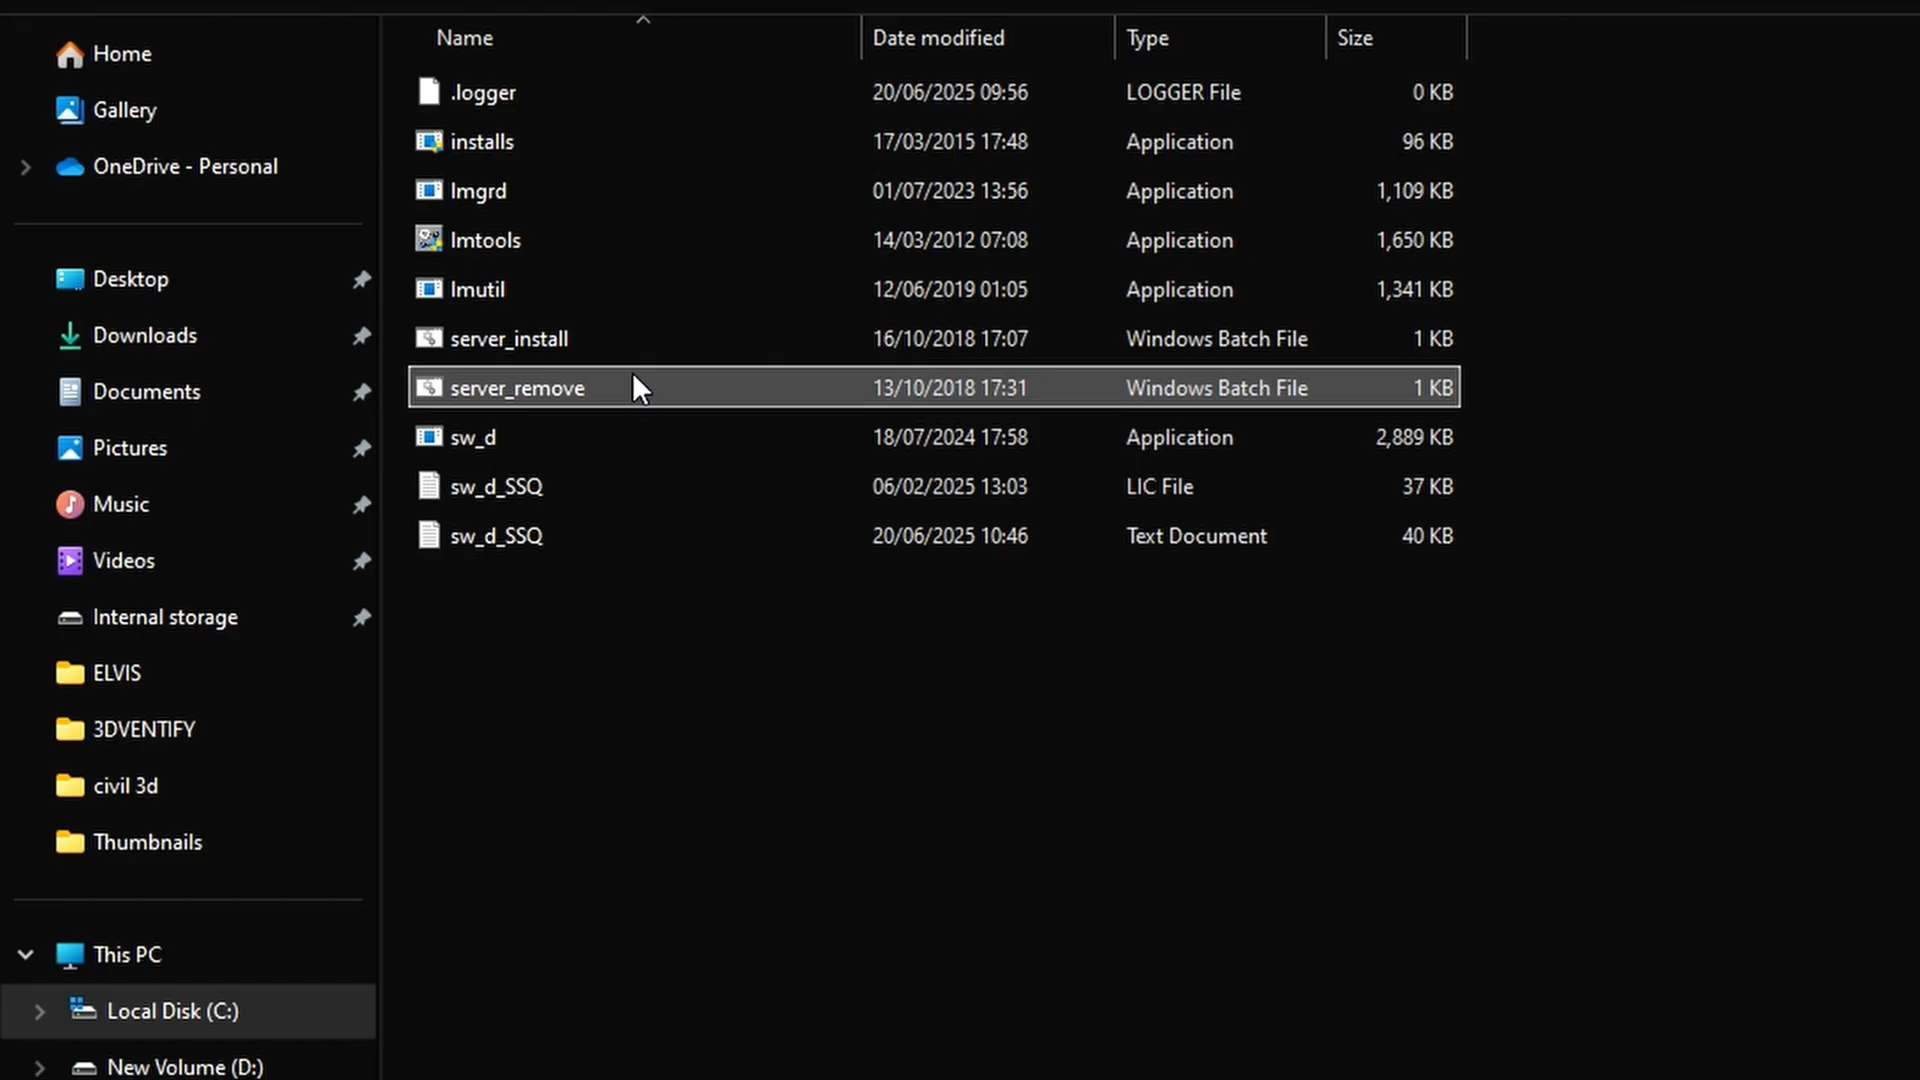 Home
Gallery
OneDrive - Personal
Desktop
Downloads
Documents
Pictures
Music
Videos
Internal storage
ELVIS
3DVENTIFY
civil 3d
Thumbnails
This PC
Local Disk (C:)
New Volume (D:)
Name Date modified Type Size
.logger 20/06/2025 09:56 LOGGER File 0 KB
installs 17/03/2015 17:48 Application 96 KB
lmgrd 01/07/2023 13:56 Application 1,109 KB
lmtools 14/03/2012 07:08 Application 1,650 KB
lmutil 12/06/2019 01:05 Application 1,341 KB
server_install 16/10/2018 17:07 Windows Batch File 1 KB
server_remove 13/10/2018 17:31 Windows Batch File 1 KB
sw_d 18/07/2024 17:58 Application 2,889 KB
sw_d_SSQ 06/02/2025 13:03 LIC File 37 KB
sw_d_SSQ 20/06/2025 10:46 Text Document 40 KB